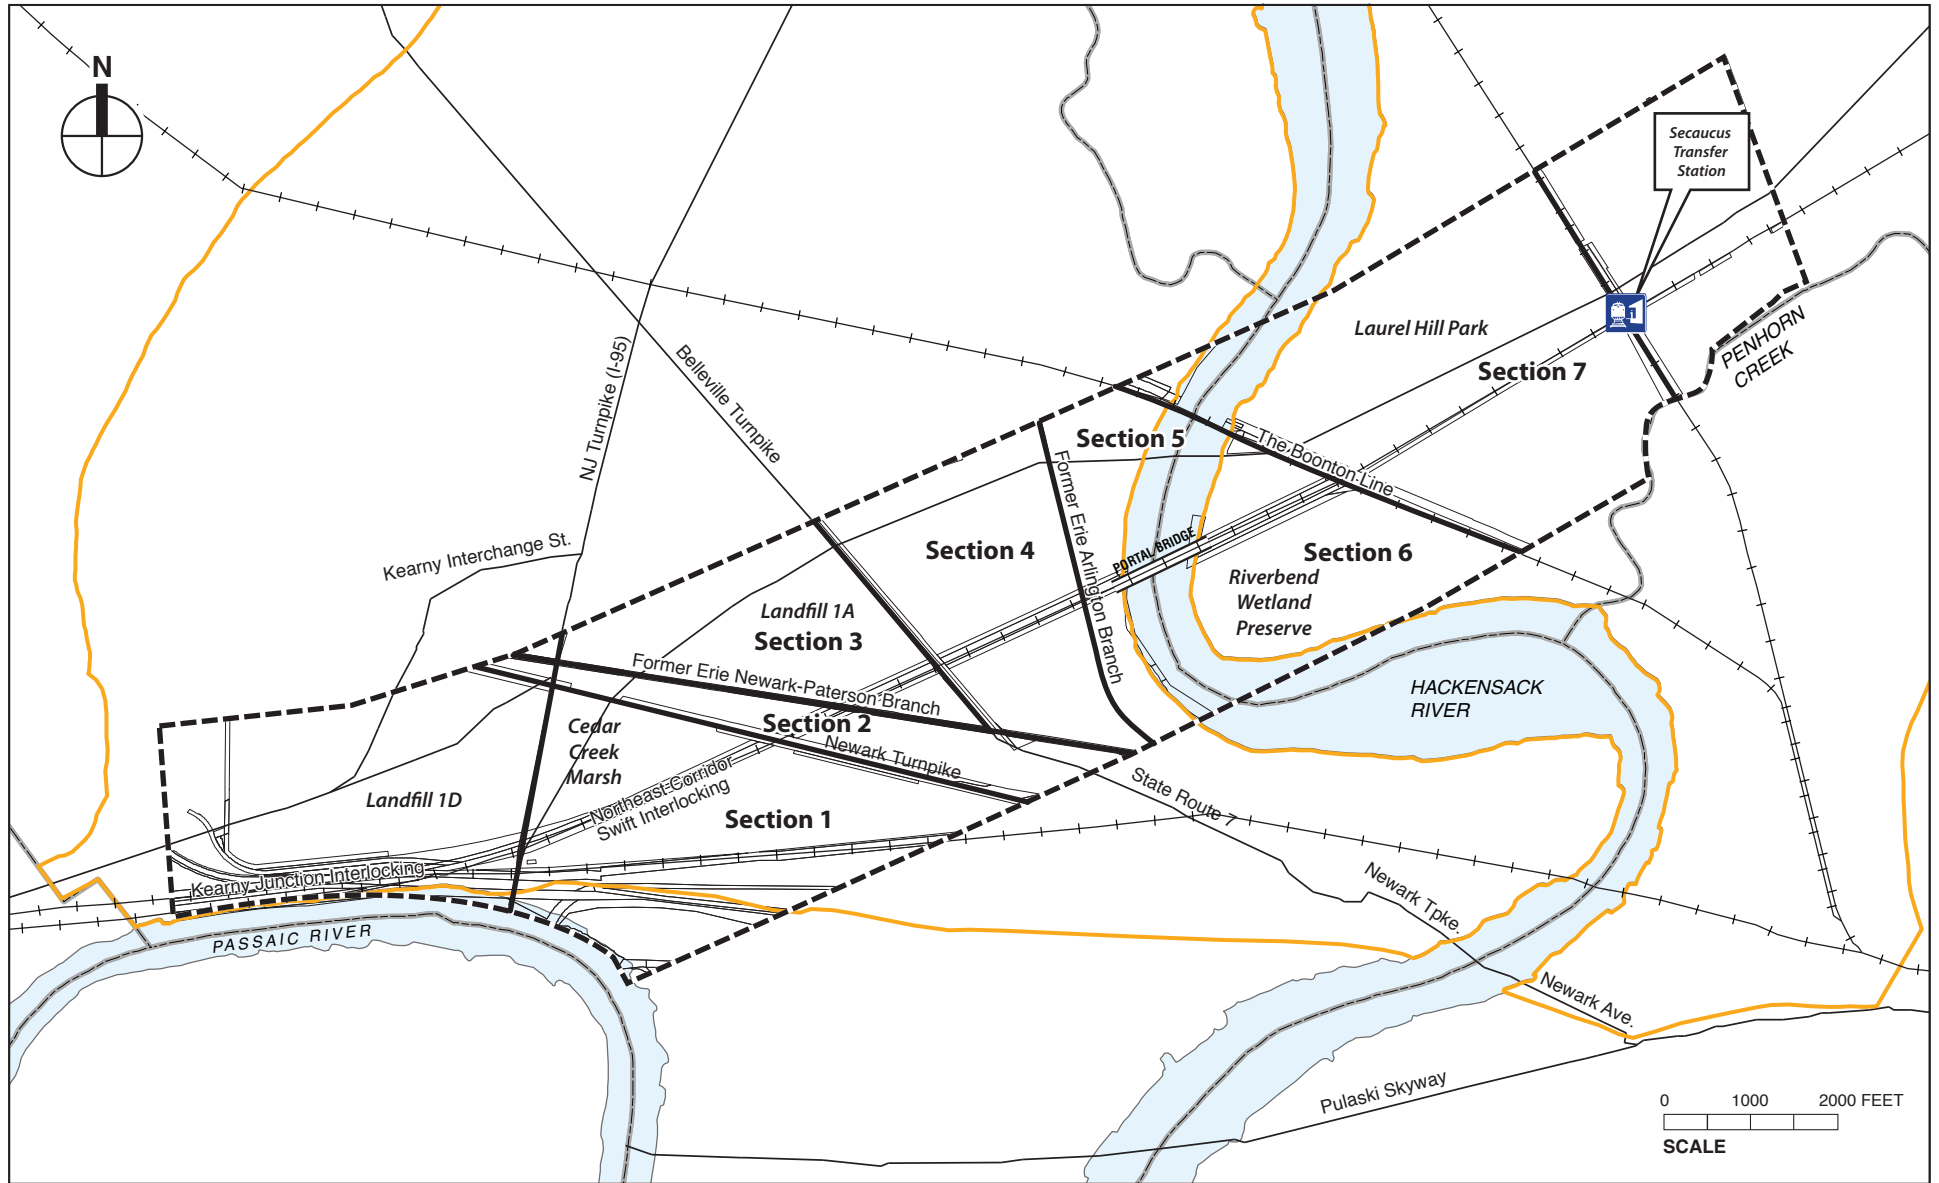 N
Secaucus
Transfer
Station
Laurel Hill Park
PENHORN
CREEK
NJ Turnpike (I-95)
Belleville Turnpike
Section 7
Section 5
The Boonton Line
Former Erie Arlington Branch
Kearny Interchange St.
Section 4
PORTAL BRIDGE
Section 6
Riverbend
Wetland
Preserve
Landfill 1A
Section 3
Former Erie Newark-Paterson Branch
HACKENSACK
RIVER
Cedar
Creek
Marsh
Section 2
Newark Turnpike
Northeast Corridor
Swift Interlocking
State Route 7
Landfill 1D
Section 1
Kearny Junction Interlocking
Newark Tpke.
PASSAIC RIVER
Newark Ave.
Pulaski Skyway
0 1000 2000 FEET
SCALE